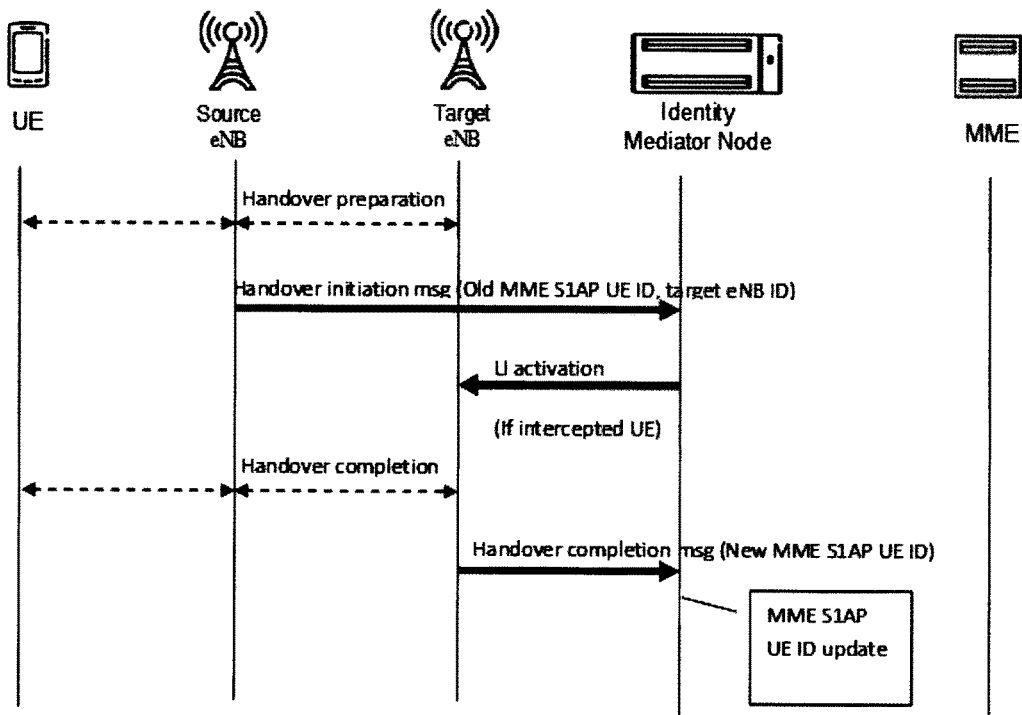 UE
Source
eNB
Target
eNB
Identity
Mediator Node
MME
Handover preparation
Handover initiation msg (Old MME S1AP UE ID, target eNB ID)
LI activation
(If intercepted UE)
Handover completion
Handover completion msg (New MME S1AP UE ID)
MME S1AP
UE ID update